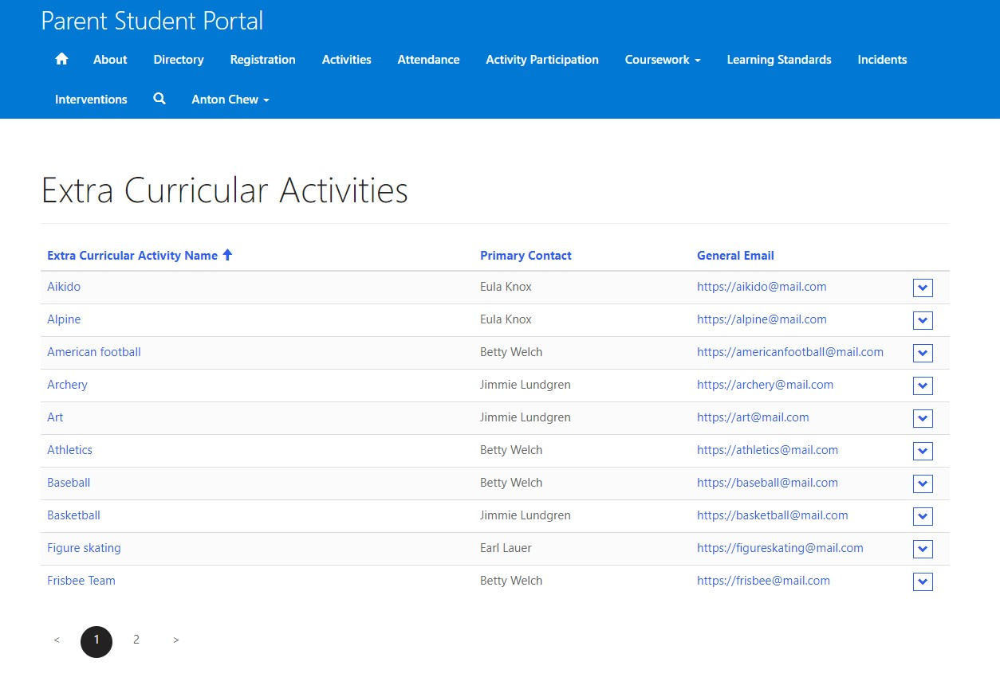 Parent Student Portal
About Directory Registration Activities Attendance Activity Participation Coursework Learning Standards Incidents
Interventions Anton Chew
Extra Curricular Activities
Extra Curricular Activity Name Primary Contact General Email
Aikido Eula Knox https://aikido@mail.com
Alpine Eula Knox https://alpine@mail.com
American football Betty Welch https://americanfootball@mail.com
Archery Jimmie Lundgren https://archery@mail.com
Art Jimmie Lundgren https://art@mail.com
Athletics Betty Welch https://athletics@mail.com
Baseball Betty Welch https://baseball@mail.com
Basketball Jimmie Lundgren https://basketball@mail.com
Figure skating Earl Lauer https://figureskating@mail.com
Frisbee Team Betty Welch https://frisbee@mail.com
< 1 2 >